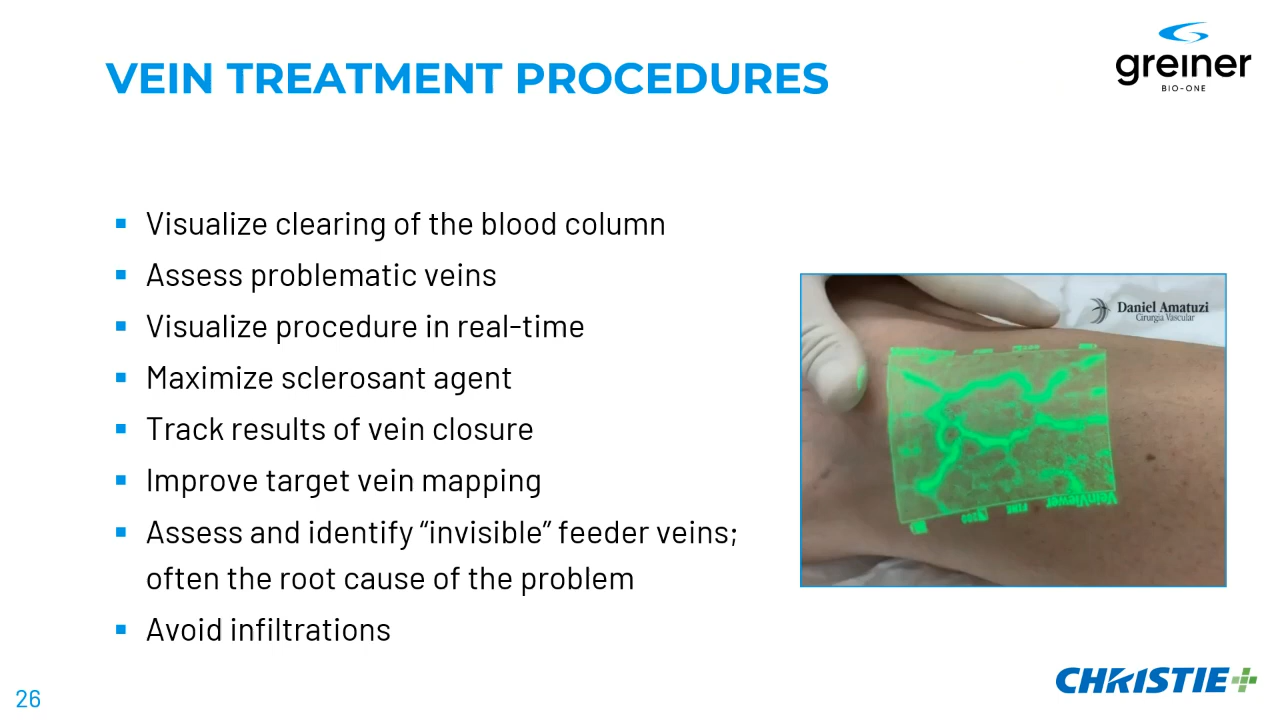 VEIN TREATMENT PROCEDURES
greiner
BIO-ONE
Visualize clearing of the blood column
Assess problematic veins
Visualize procedure in real-time
Maximize sclerosant agent
Track results of vein closure
Improve target vein mapping
Assess and identify “invisible” feeder veins;
often the root cause of the problem
Avoid infiltrations
Daniel Amatuzi
Cirurgia Vascular
FINE
VeinViewer
CHRISTIE
26